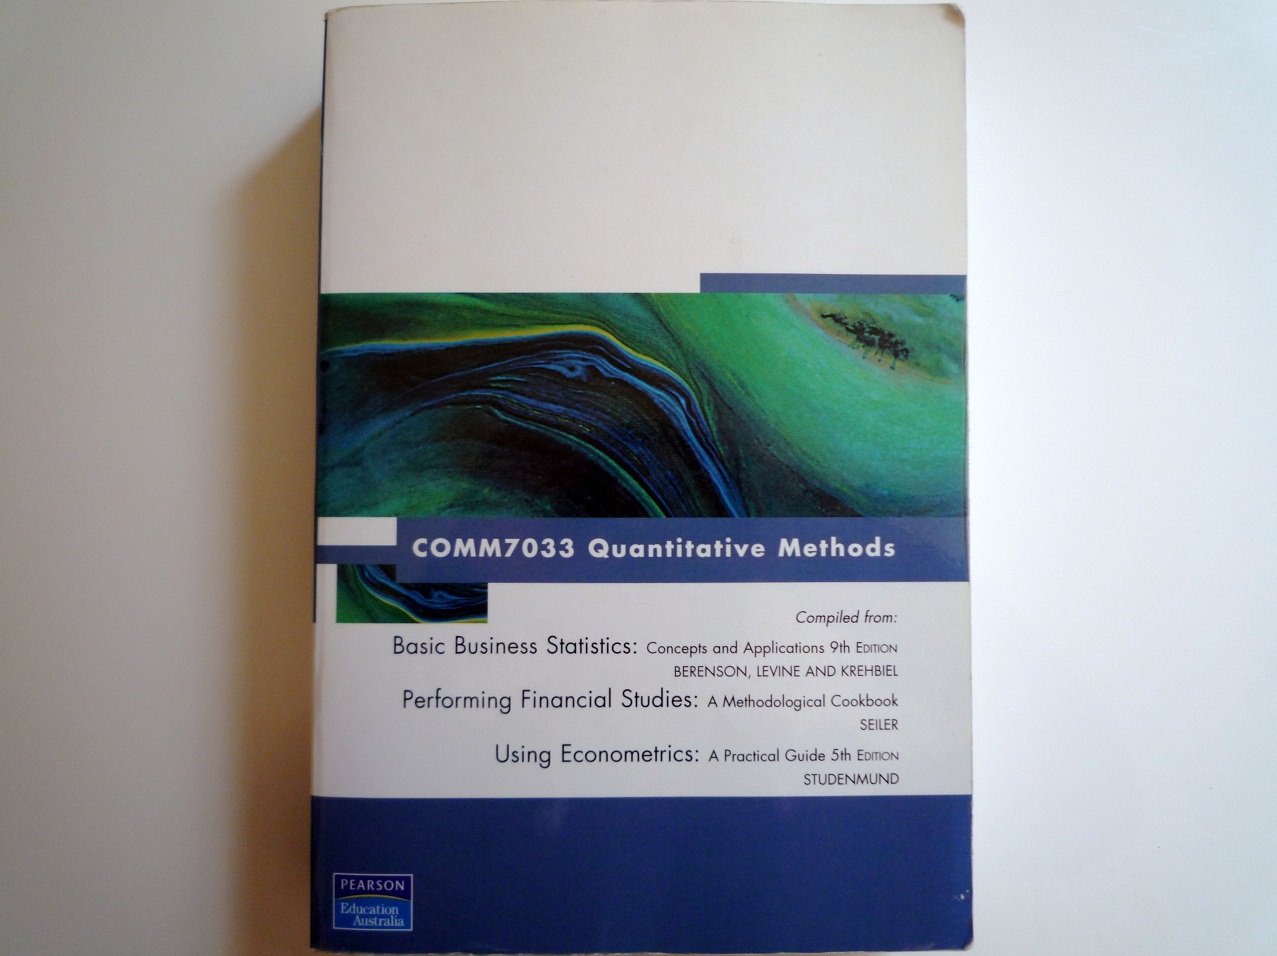 COMM7033 Quantitative Methods
Compiled from:
Basic Business Statistics: Concepts and Applications 9th EDITION
BERENSON, LEVINE AND KREHBIEL
Performing Financial Studies: A Methodological Cookbook
SEILER
Using Econometrics: A Practical Guide 5th EDITION
STUDENMUND
PEARSON
Education
Australia